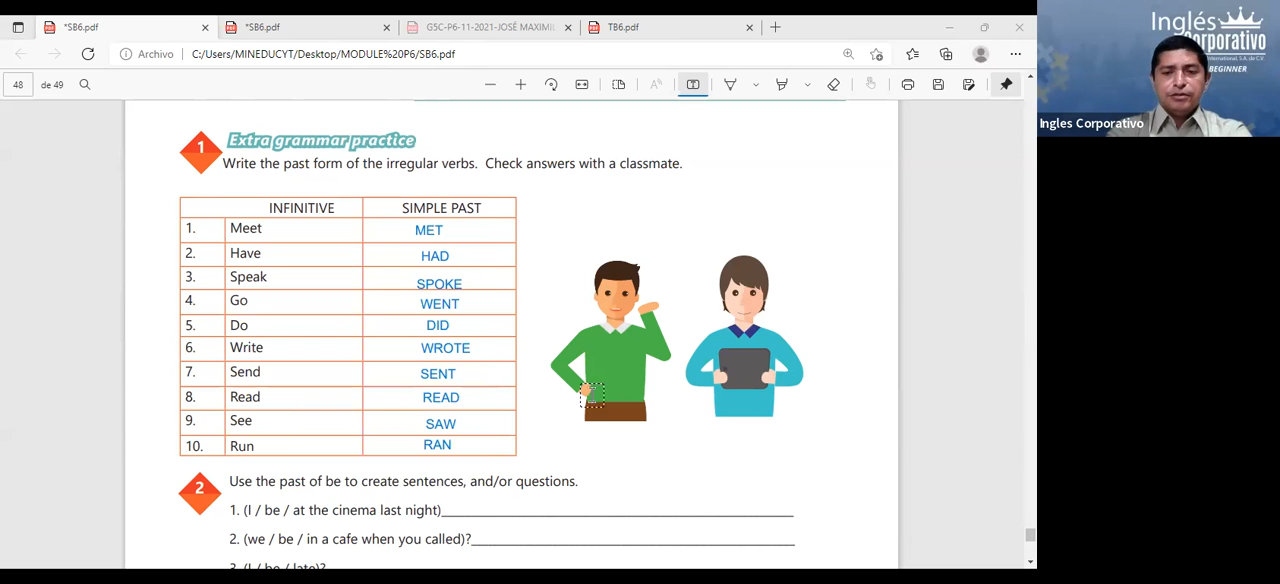 *SB6.pdf
*SB6.pdf
G5C-P6-11-2021-JOSÉ MAXIMI
TB6.pdf
Archivo
C:/Users/MINEDUCYT/Desktop/MODULE%20P6/SB6.pdf
48
de 49
Inglés
Corporativo
International, S.A. de C.V.
BEGINNER
Ingles Corporativo
1
Extra grammar practice
Write the past form of the irregular verbs. Check answers with a classmate.
INFINITIVE SIMPLE PAST
1. Meet MET
2. Have HAD
3. Speak SPOKE
4. Go WENT
5. Do DID
6. Write WROTE
7. Send SENT
8. Read READ
9. See SAW
10. Run RAN
2
Use the past of be to create sentences, and/or questions.
1. (I / be / at the cinema last night)
2. (we / be / in a cafe when you called)?
3. (I / be / late)?